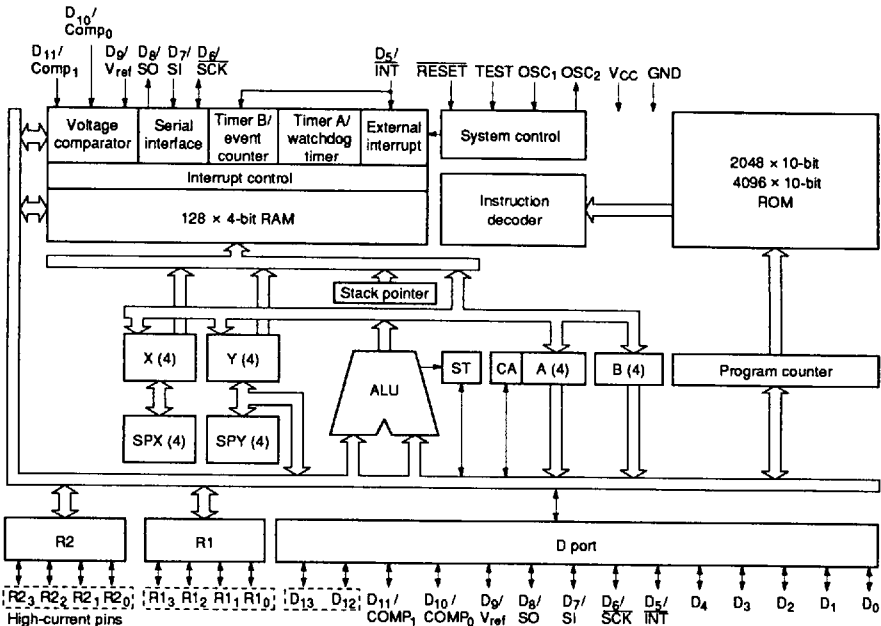 D10/
Comp0
D11/
Comp1
D9/
Vref
D8/
SO
D7/
SI
D6/
SCK
D5/
INT
RESET TEST OSC1 OSC2 VCC GND
Voltage
comparator
Serial
interface
Timer B/
event
counter
Timer A/
watchdog
timer
External
interrupt
System control
2048 × 10-bit
4096 × 10-bit
ROM
Interrupt control
128 × 4-bit RAM
Instruction
decoder
Stack pointer
X (4)
Y (4)
ALU
ST
CA
A (4)
B (4)
Program counter
SPX (4)
SPY (4)
R2
R1
D port
R23 R22 R21 R20
R13 R12 R11 R10
D13 D12
D11/
COMP1
D10/
COMP0
D9/
Vref
D8/
SO
D7/
SI
D6/
SCK
D5/
INT
D4 D3 D2 D1 D0
High-current pins